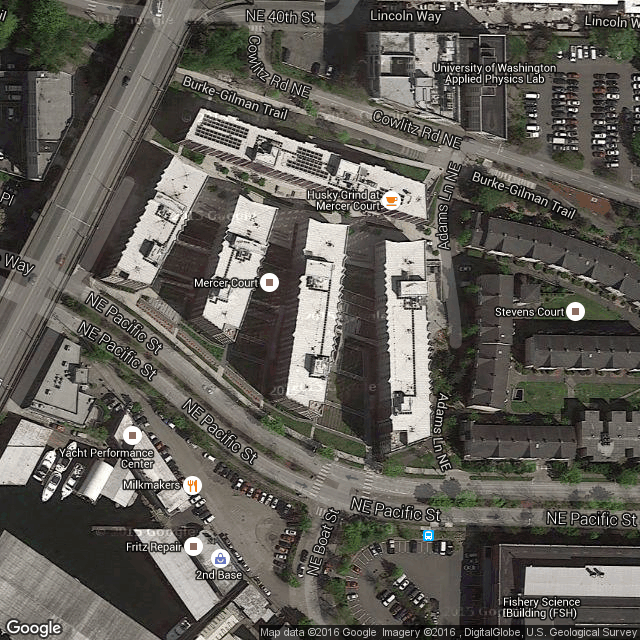 NE 40th St
Lincoln Way
Lincoln W
Cowlitz Rd NE
University of Washington
Applied Physics Lab
Burke-Gilman Trail
Cowlitz Rd NE
Husky Grind at
Mercer Court
Adams Ln NE
Burke-Gilman Trail
Pl
Way
Mercer Court
Stevens Court
NE Pacific St
NE Pacific St
NE Pacific St
Adams Ln NE
Yacht Performance
Center
Milkmakers
NE Pacific St
NE Pacific St
NE Boat St
Fritz Repair
2nd Base
Fishery Science
Building (FSH)
Google
Map data ©2016 Google Imagery ©2016 , DigitalGlobe, U.S. Geological Survey